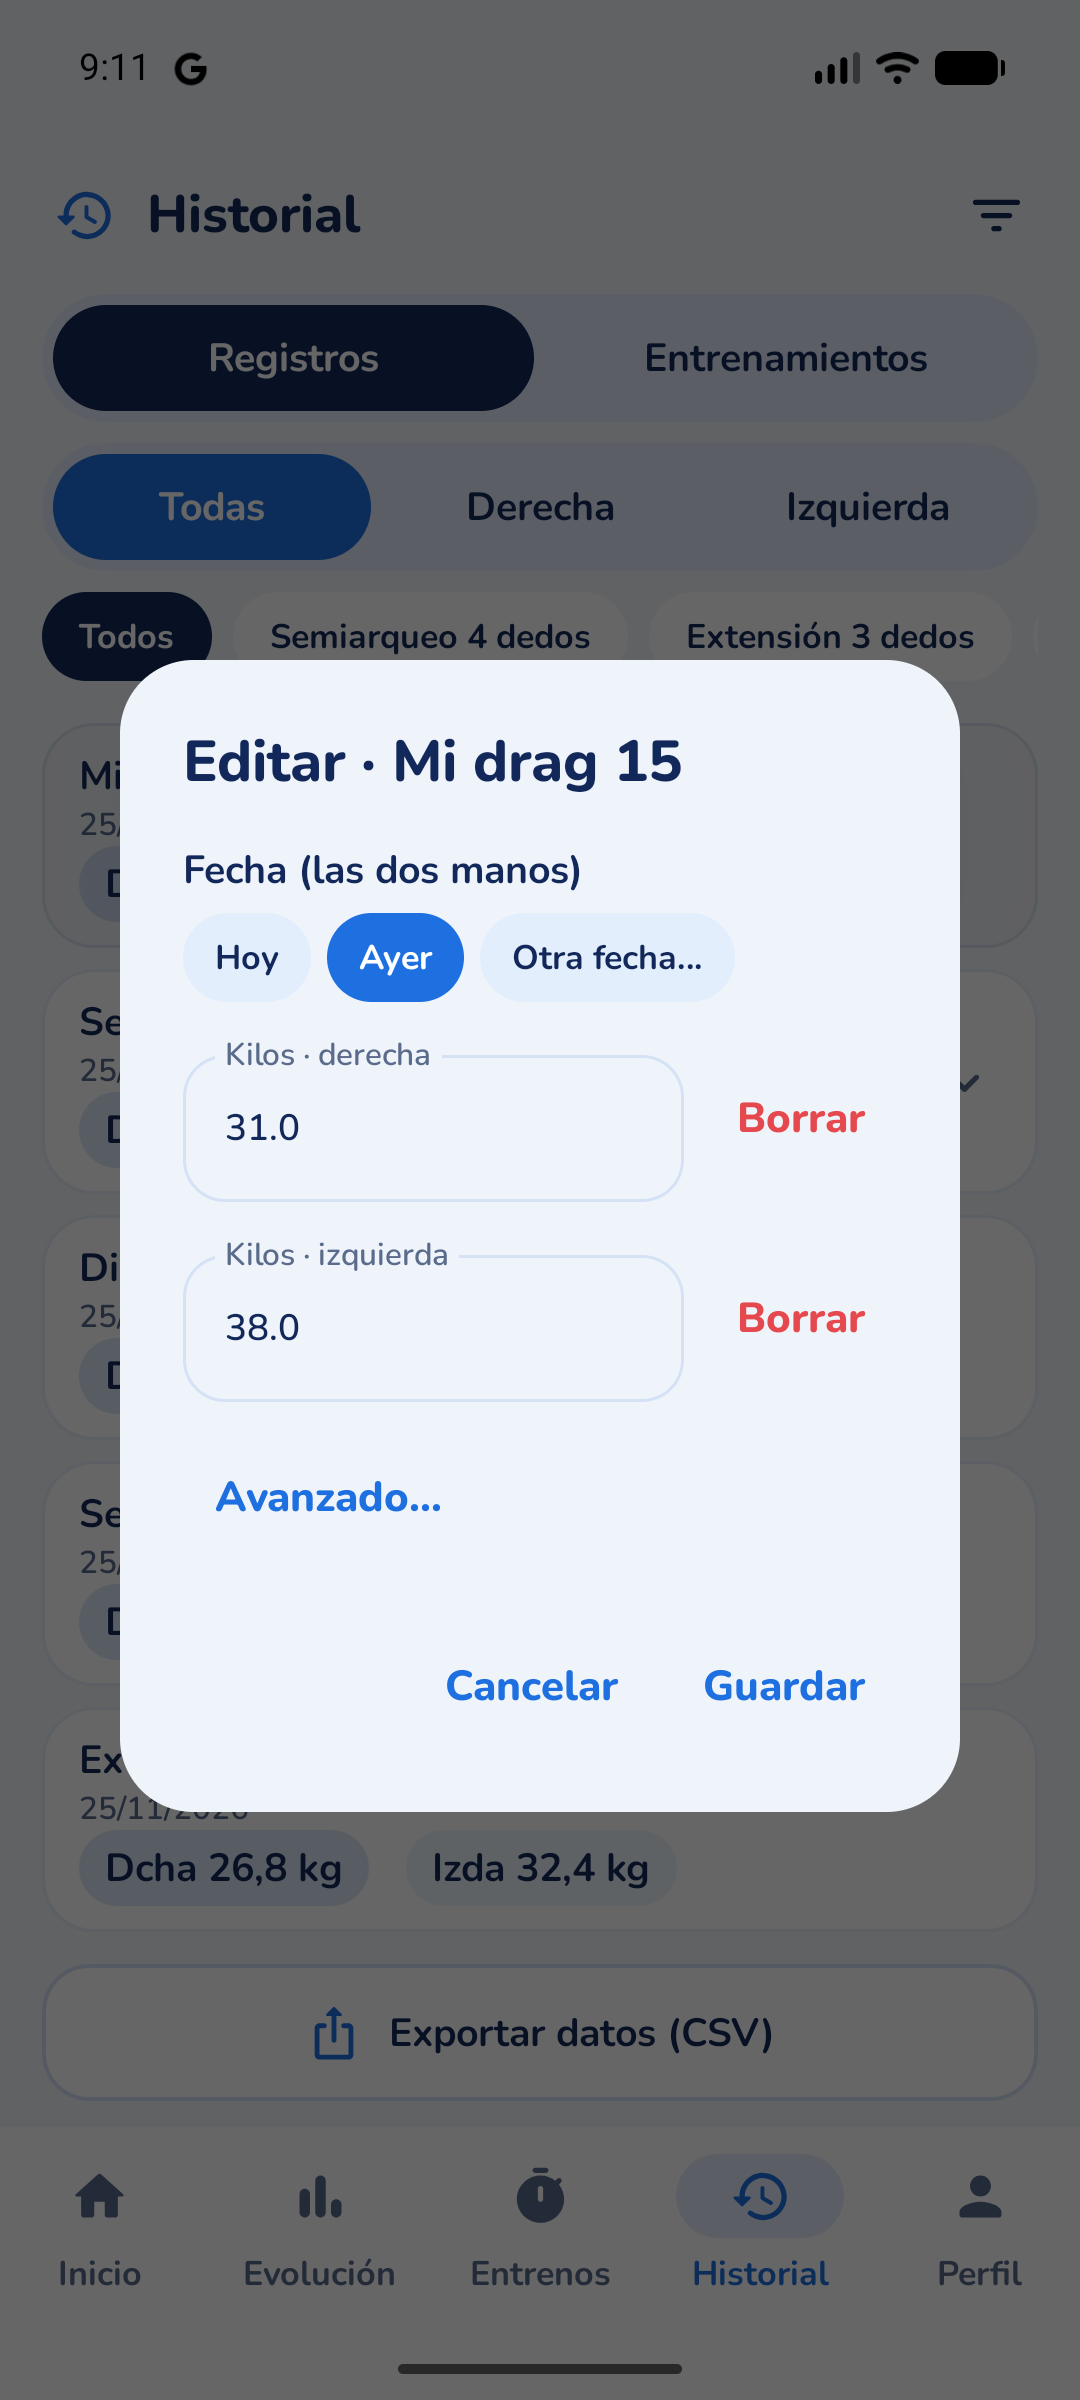 9:11
Historial
Registros
Entrenamientos
Todas
Derecha
Izquierda
Todos
Semiarqueo 4 dedos
Extensión 3 dedos
Editar · Mi drag 15
Fecha (las dos manos)
Hoy
Ayer
Otra fecha...
Kilos · derecha
31.0
Borrar
Kilos · izquierda
38.0
Borrar
Avanzado...
Cancelar
Guardar
Dcha 26,8 kg
Izda 32,4 kg
Exportar datos (CSV)
Inicio
Evolución
Entrenos
Historial
Perfil